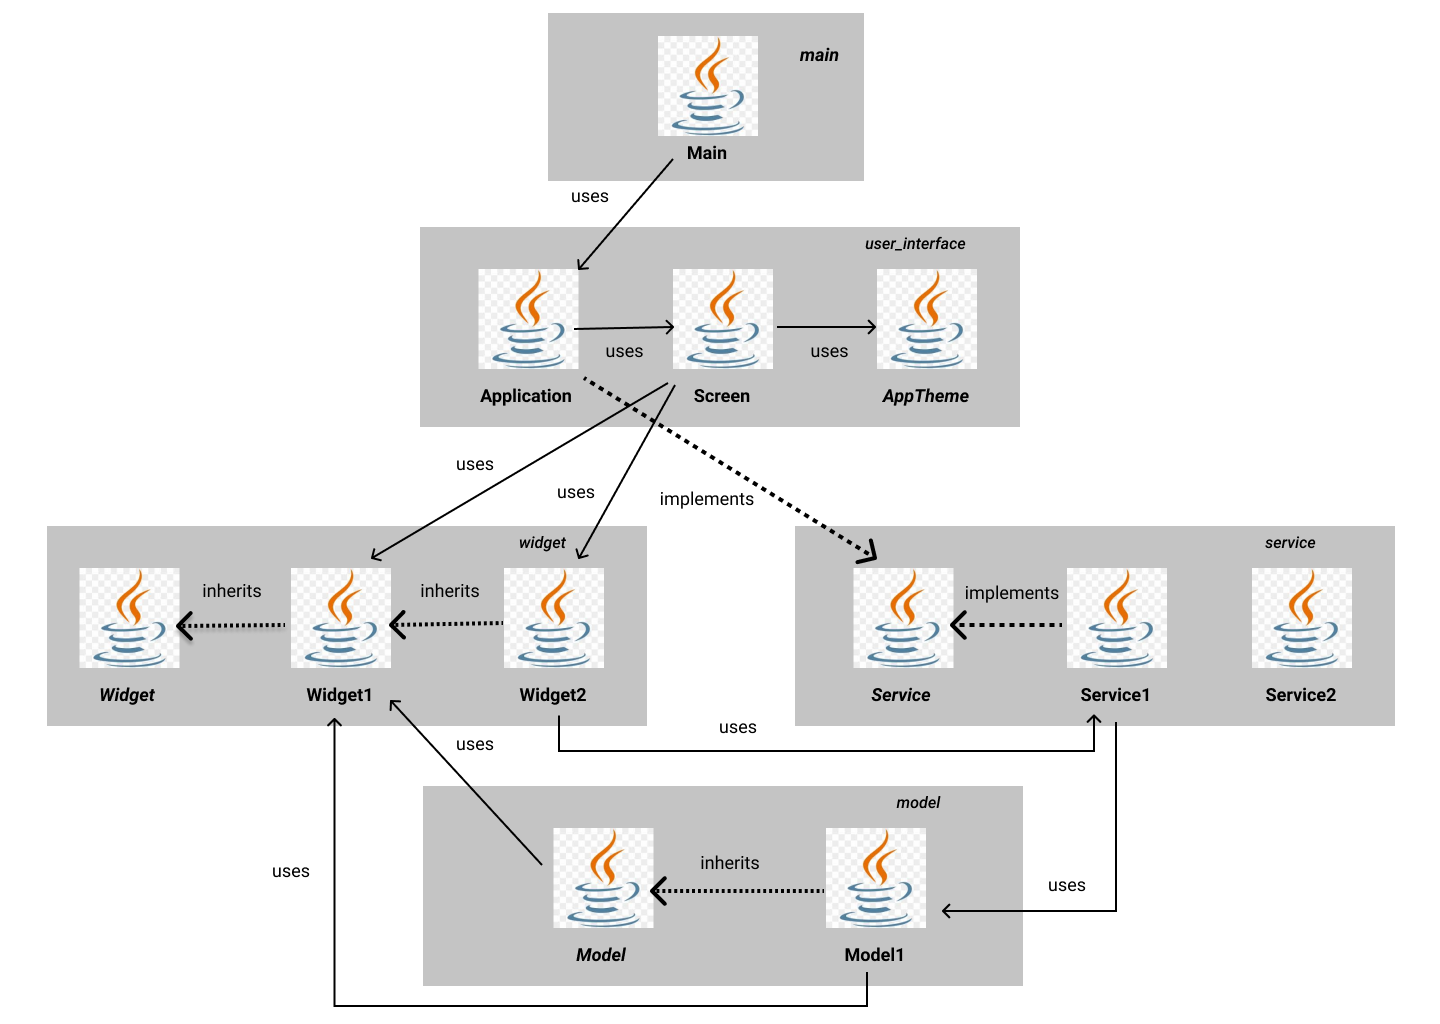 main
Main
uses
user_interface
uses
uses
Application
Screen
AppTheme
uses
uses
implements
widget
service
inherits
inherits
implements
Widget
Widget1
Widget2
Service
Service1
Service2
uses
uses
model
inherits
uses
uses
Model
Model1